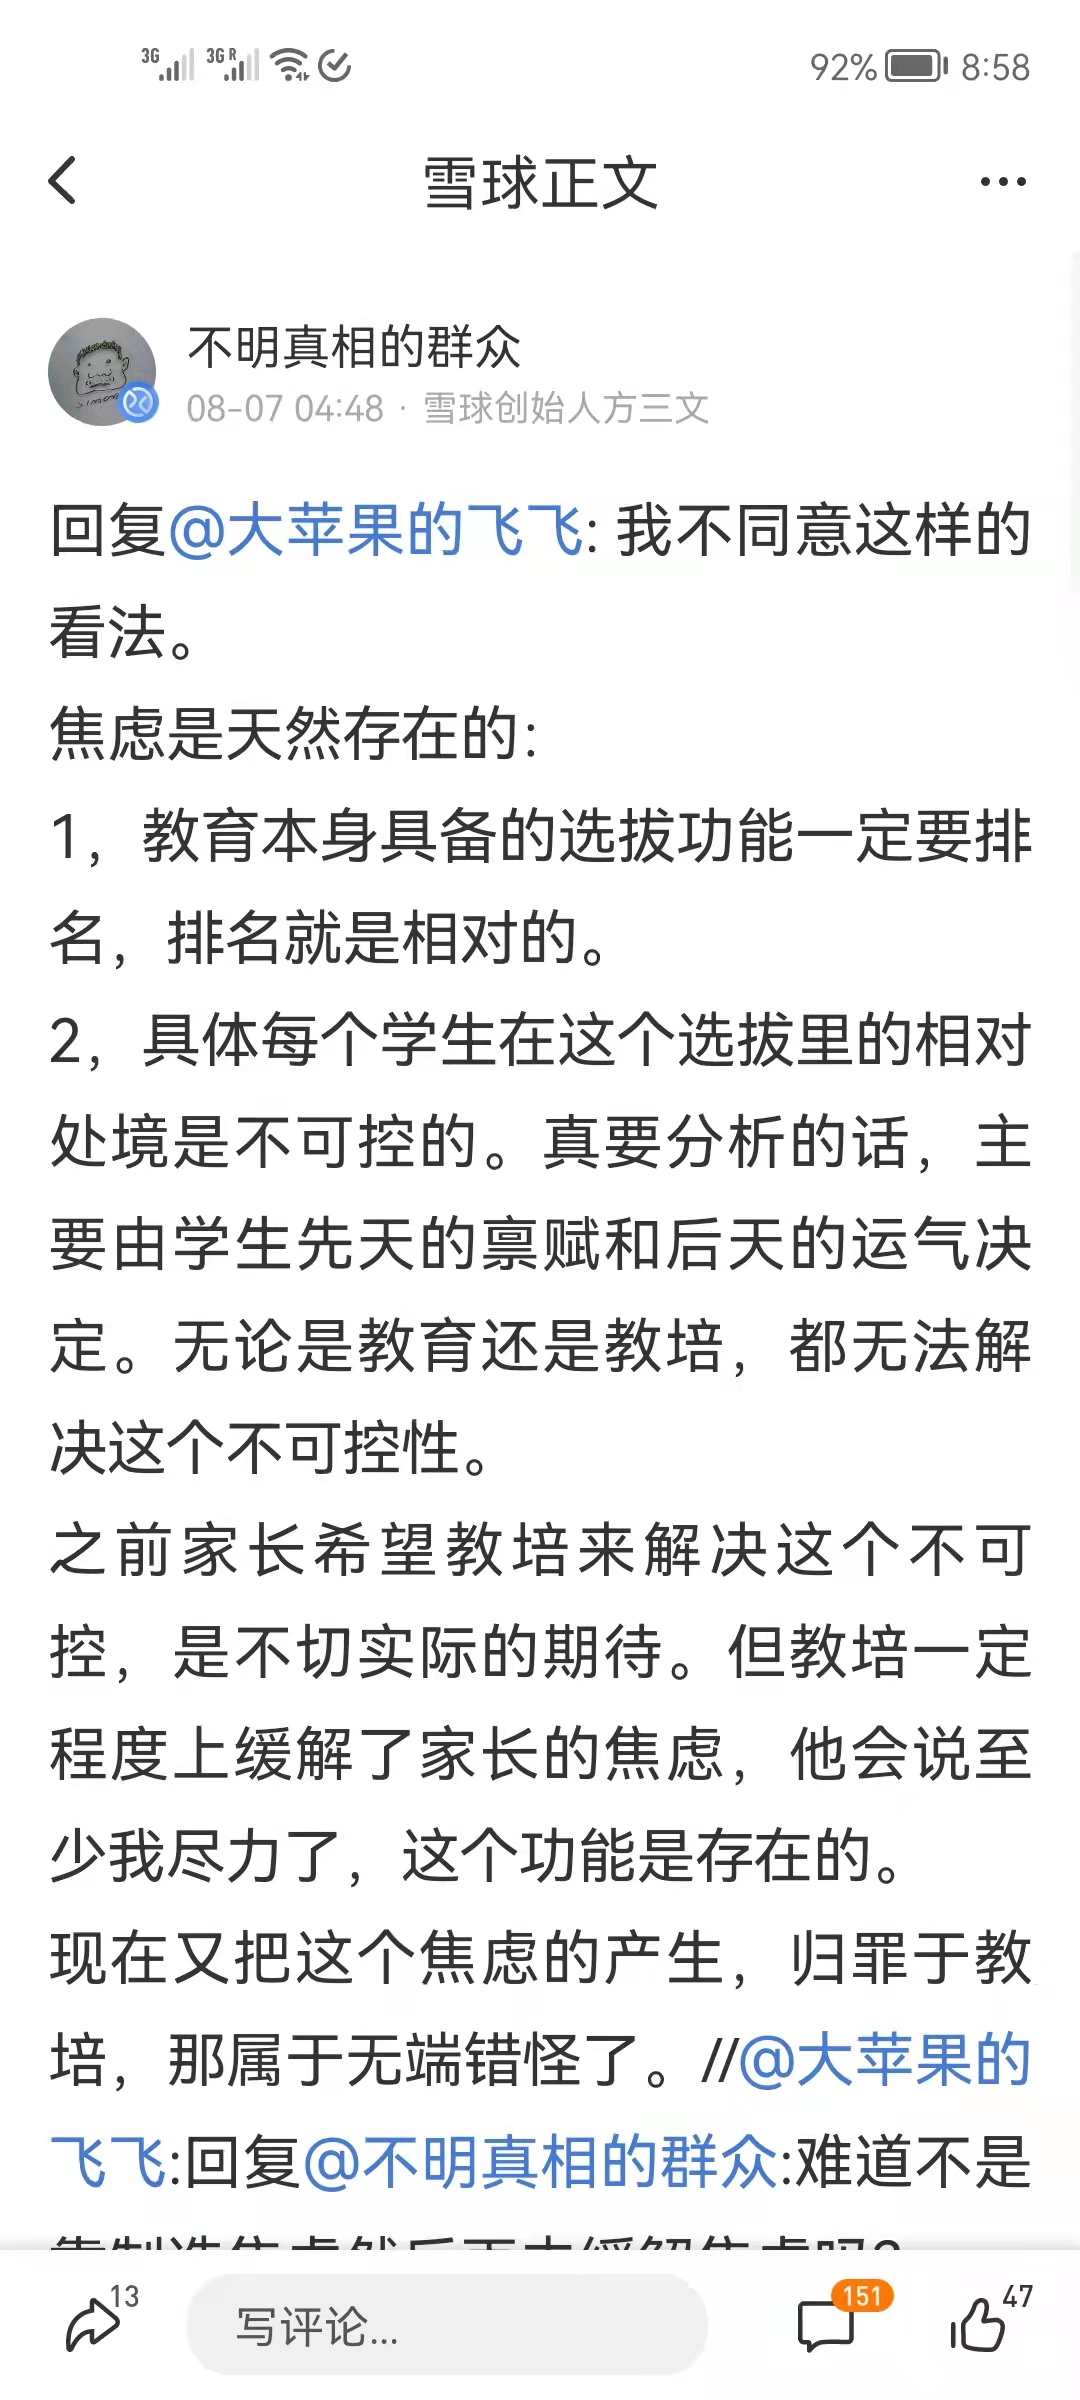 3G 3G R 92% 8:58
雪球正文
不明真相的群众
simon
08-07 04:48 · 雪球创始人方三文
回复@大苹果的飞飞: 我不同意这样的
看法。
焦虑是天然存在的：
1，教育本身具备的选拔功能一定要排
名，排名就是相对的。
2，具体每个学生在这个选拔里的相对
处境是不可控的。真要分析的话，主
要由学生先天的禀赋和后天的运气决
定。无论是教育还是教培，都无法解
决这个不可控性。
之前家长希望教培来解决这个不可
控，是不切实际的期待。但教培一定
程度上缓解了家长的焦虑，他会说至
少我尽力了，这个功能是存在的。
现在又把这个焦虑的产生，归罪于教
培，那属于无端错怪了。//@大苹果的
飞飞:回复@不明真相的群众:难道不是
13 写评论... 151 47